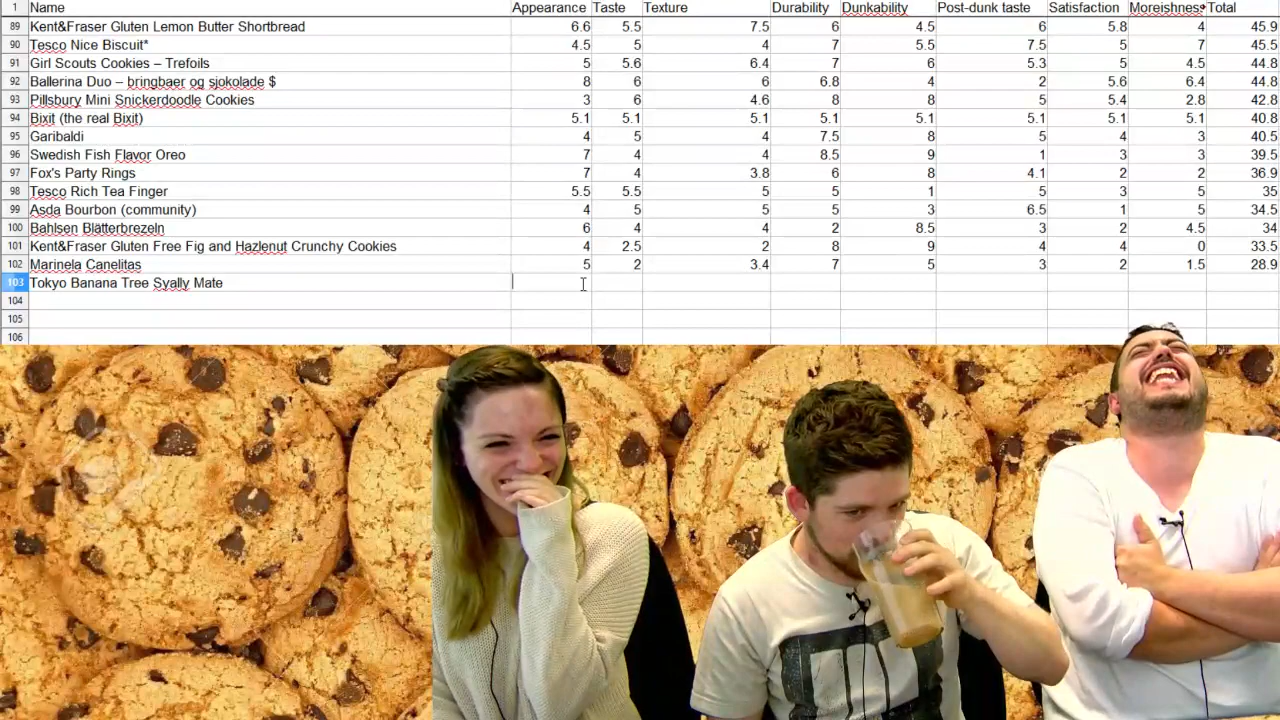 1 Name Appearance Taste Texture Durability Dunkability Post-dunk taste Satisfaction Total
89 Kent&Fraser Gluten Lemon Butter Shortbread 6.6 5.5 7.5 6 4.5 6 5.8 4 45.9
90 Tesco Nice Biscuit* 4.5 5 4 7 5.5 7.5 5 7 45.5
91 Girl Scouts Cookies – Trefoils 5 5.6 6.4 7 6 5.3 5 4.5 44.8
92 Ballerina Duo – bringbaer og sjokolade $ 8 6 6 6.8 4 2 5.6 6.4 44.8
93 Pillsbury Mini Snickerdoodle Cookies 3 6 4.6 8 8 5 5.4 2.8 42.8
94 Bixit (the real Bixit) 5.1 5.1 5.1 5.1 5.1 5.1 5.1 5.1 40.8
95 Garibaldi 4 5 4 7.5 8 5 4 3 40.5
96 Swedish Fish Flavor Oreo 7 4 4 8.5 9 1 3 3 39.5
97 Fox's Party Rings 7 4 3.8 6 8 4.1 2 2 36.9
98 Tesco Rich Tea Finger 5.5 5.5 5 5 1 5 3 5 35
99 Asda Bourbon (community) 4 5 5 5 3 6.5 1 5 34.5
100 Bahlsen Blätterbrezeln 6 4 4 2 8.5 3 2 4.5 34
101 Kent&Fraser Gluten Free Fig and Hazlenut Crunchy Cookies 4 2.5 2 8 9 4 4 0 33.5
102 Marinela Canelitas 5 2 3.4 7 5 3 2 1.5 28.9
103 Tokyo Banana Tree Syally Mate
104
105
106